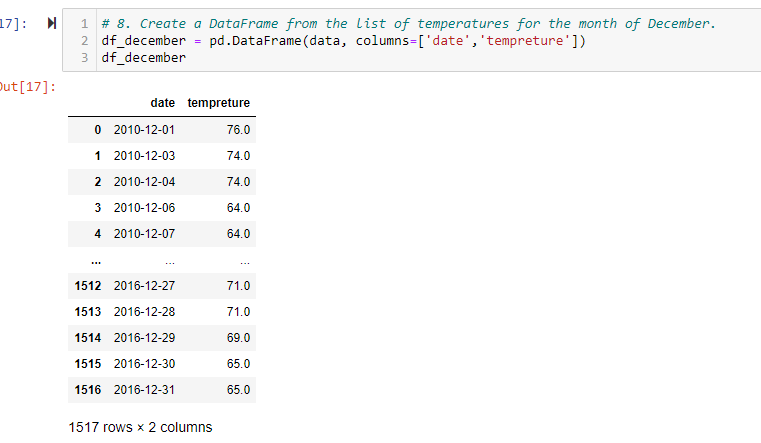 17]: 1 # 8. Create a DataFrame from the list of temperatures for the month of December.
2 df_december = pd.DataFrame(data, columns=['date','tempreture'])
3 df_december
Out[17]:
date tempreture
0 2010-12-01 76.0
1 2010-12-03 74.0
2 2010-12-04 74.0
3 2010-12-06 64.0
4 2010-12-07 64.0
... ... ...
1512 2016-12-27 71.0
1513 2016-12-28 71.0
1514 2016-12-29 69.0
1515 2016-12-30 65.0
1516 2016-12-31 65.0
1517 rows × 2 columns